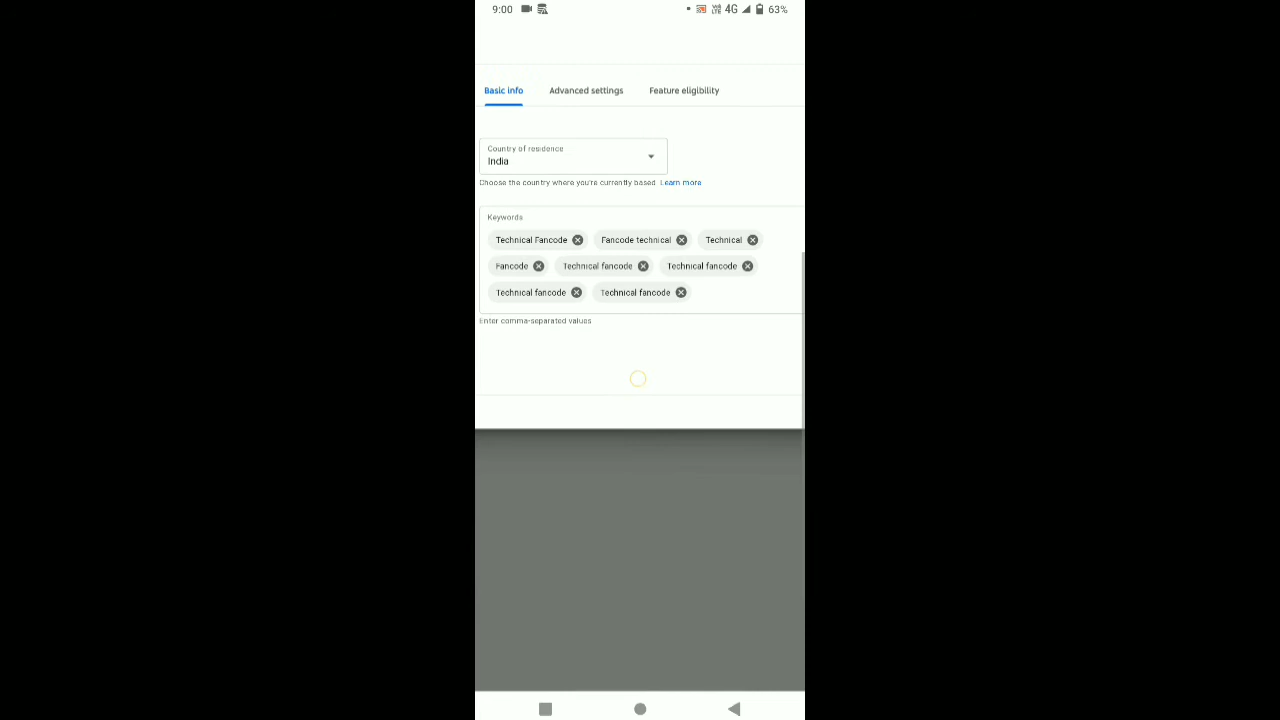 9:00 4G 63%
Basic info Advanced settings Feature eligibility
Country of residence
India
Choose the country where you're currently based. Learn more
Keywords
Technical Fancode Fancode technical Technical
Fancode Technical fancode Technical fancode
Technical fancode Technical fancode
Enter comma-separated values